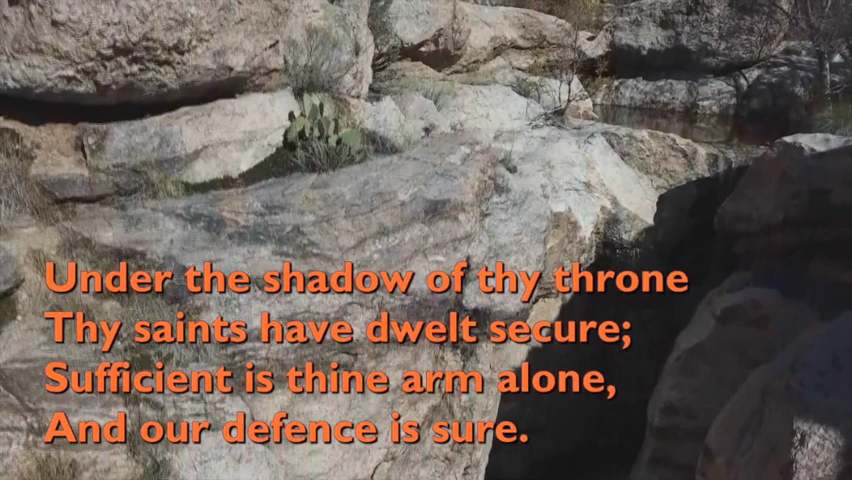 Under the shadow of thy throne
Thy saints have dwelt secure;
Sufficient is thine arm alone,
And our defence is sure.